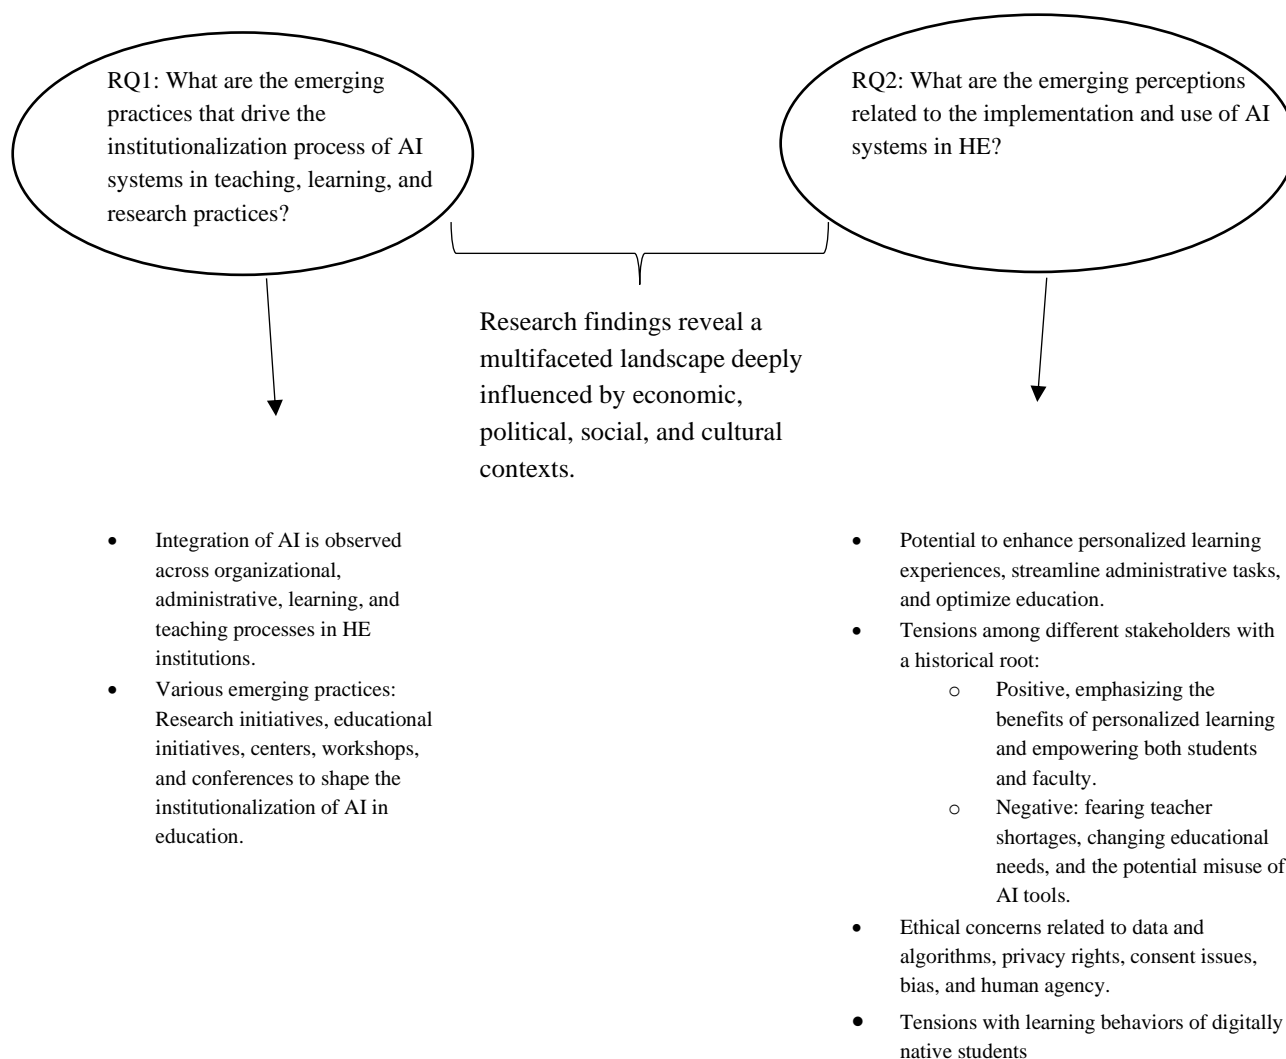 RQ1: What are the emerging
practices that drive the
institutionalization process of AI
systems in teaching, learning, and
research practices?
RQ2: What are the emerging perceptions
related to the implementation and use of AI
systems in HE?
Research findings reveal a
multifaceted landscape deeply
influenced by economic,
political, social, and cultural
contexts.
• Integration of AI is observed
across organizational,
administrative, learning, and
teaching processes in HE
institutions.
• Various emerging practices:
Research initiatives, educational
initiatives, centers, workshops,
and conferences to shape the
institutionalization of AI in
education.
• Potential to enhance personalized learning
experiences, streamline administrative tasks,
and optimize education.
• Tensions among different stakeholders with
a historical root:
o Positive, emphasizing the
benefits of personalized learning
and empowering both students
and faculty.
o Negative: fearing teacher
shortages, changing educational
needs, and the potential misuse of
AI tools.
• Ethical concerns related to data and
algorithms, privacy rights, consent issues,
bias, and human agency.
• Tensions with learning behaviors of digitally
native students